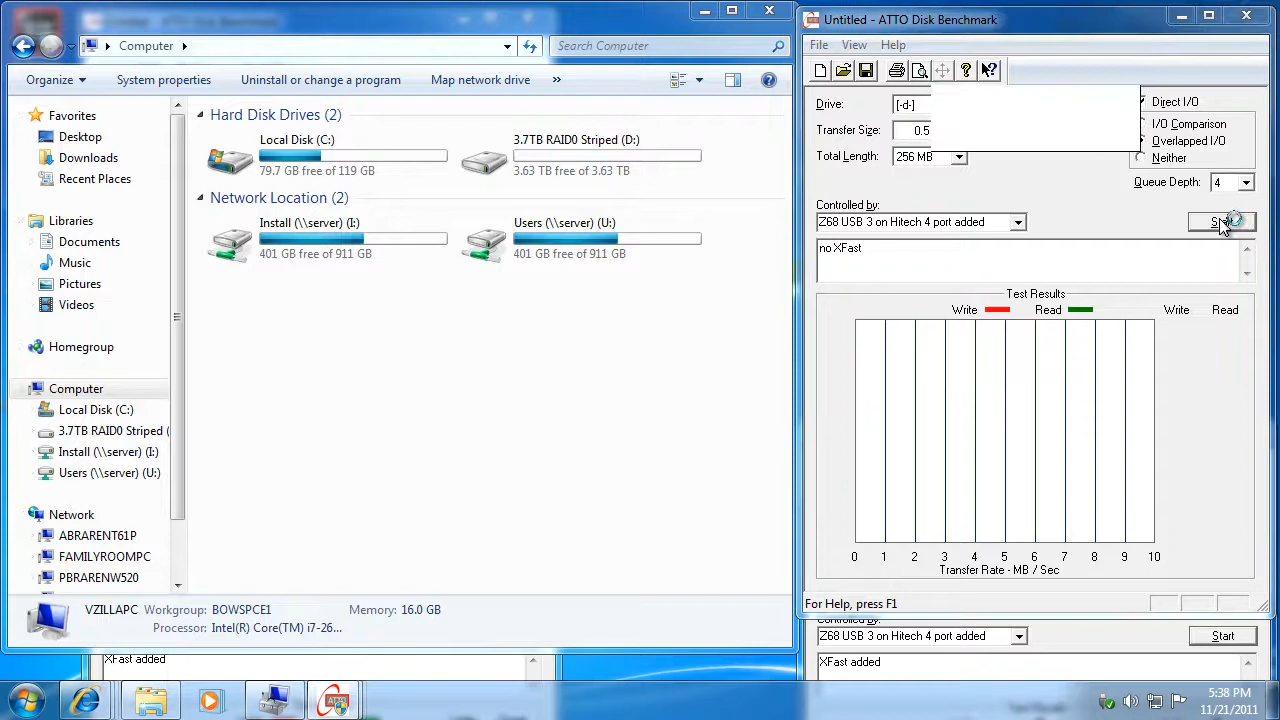 Computer
Search Computer
Organize
System properties
Uninstall or change a program
Map network drive
»
Favorites
Desktop
Downloads
Recent Places
Libraries
Documents
Music
Pictures
Videos
Homegroup
Computer
Local Disk (C:)
3.7TB RAID0 Striped (
Install (\\server) (I:)
Users (\\server) (U:)
Network
ABRARENT61P
FAMILYROOMPC
PBRARENW520
Hard Disk Drives (2)
Local Disk (C:)
79.7 GB free of 119 GB
3.7TB RAID0 Striped (D:)
3.63 TB free of 3.63 TB
Network Location (2)
Install (\\server) (I:)
401 GB free of 911 GB
Users (\\server) (U:)
401 GB free of 911 GB
VZILLAPC Workgroup: BOWSPCE1 Memory: 16.0 GB
Processor: Intel(R) Core(TM) i7-26...
XFast added
Untitled - ATTO Disk Benchmark
File View Help
Drive: [-d-] Direct I/O
Transfer Size: 0.5 I/O Comparison
Overlapped I/O
Total Length: 256 MB Neither
Queue Depth: 4
Controlled by:
Z68 USB 3 on Hitech 4 port added
no XFast
Test Results
Write Read Write Read
0 1 2 3 4 5 6 7 8 9 10
Transfer Rate - MB / Sec
For Help, press F1
Z68 USB 3 on Hitech 4 port added Start
XFast added
5:38 PM
11/21/2011